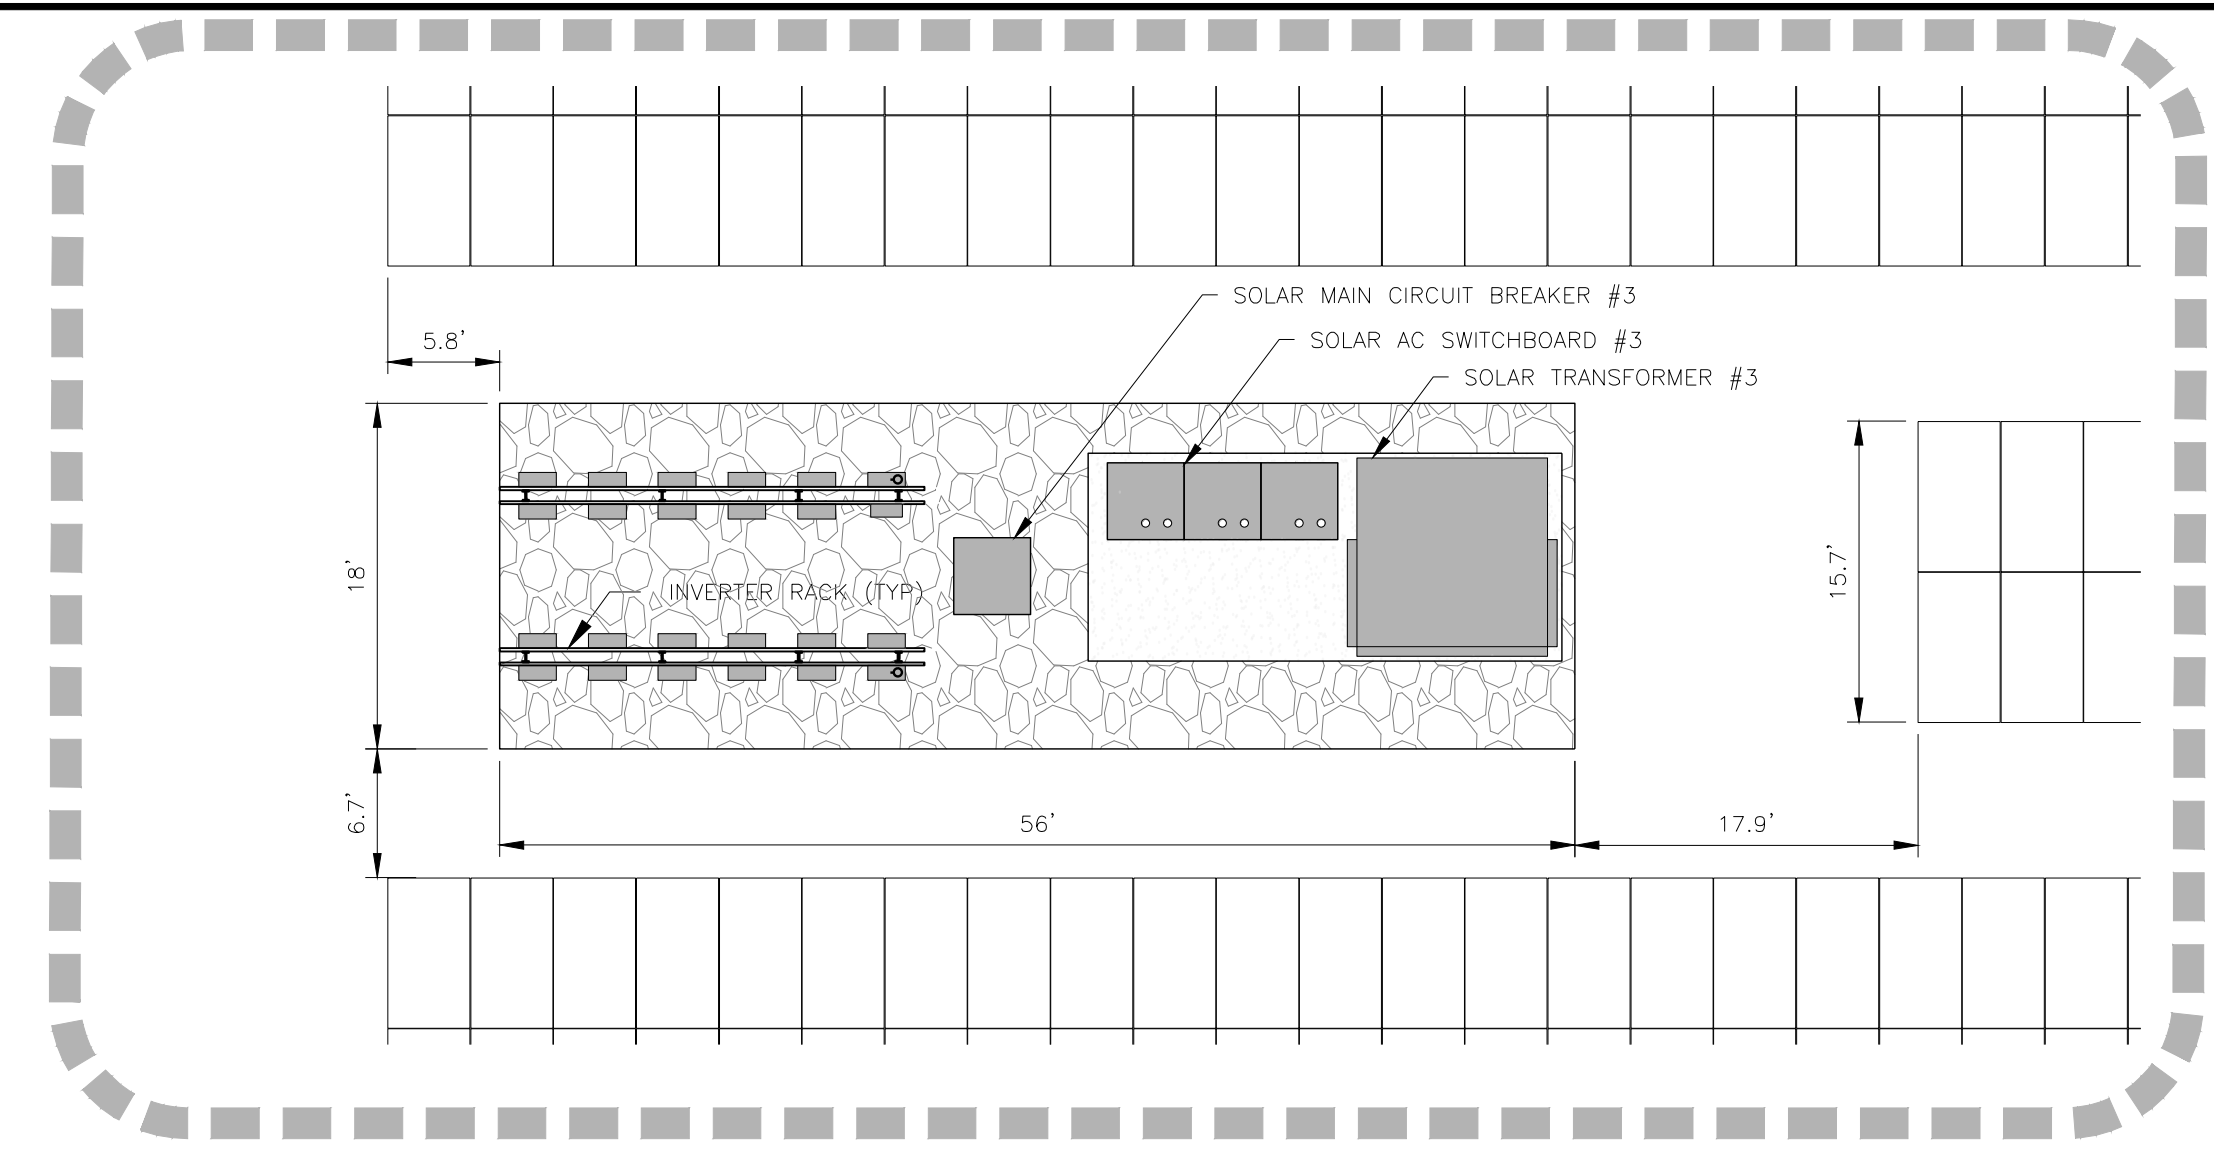 SOLAR MAIN CIRCUIT BREAKER #3
SOLAR AC SWITCHBOARD #3
SOLAR TRANSFORMER #3
5.8'
18'
INVERTER RACK (TYP)
15.7'
6.7'
56'
17.9'